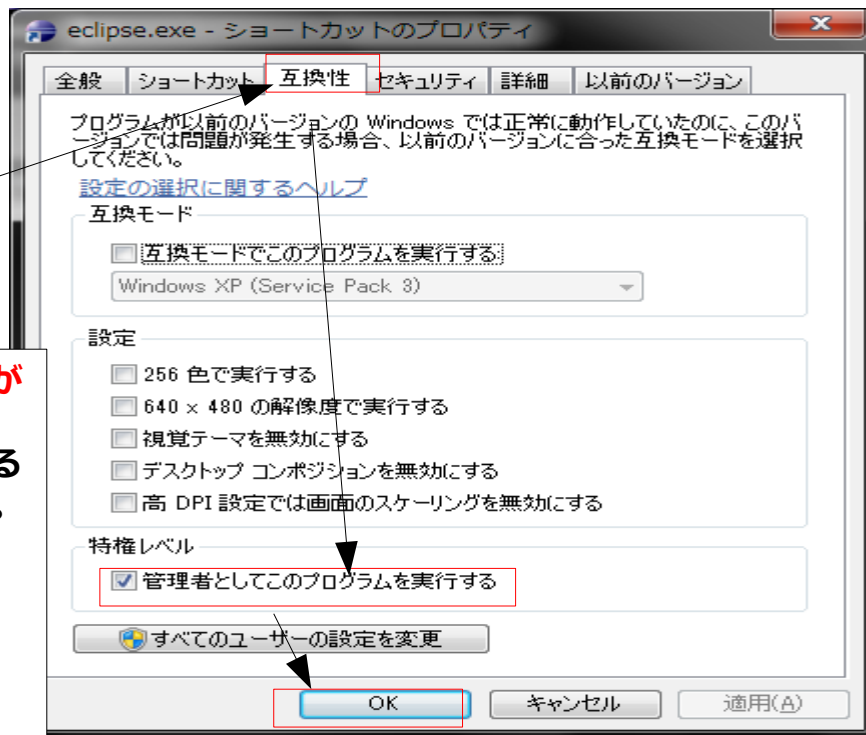 eclipse.exe - ショートカットのプロパティ
全般 ショートカット 互換性 セキュリティ 詳細 以前のバージョン
プログラムが以前のバージョンの Windows では正常に動作していたのに、このバ
ージョンでは問題が発生する場合、以前のバージョンに合った互換モードを選択
してください。
設定の選択に関するヘルプ
互換モード
互換モードでこのプログラムを実行する
Windows XP (Service Pack 3)
設定
256 色で実行する
640 x 480 の解像度で実行する
視覚テーマを無効にする
デスクトップ コンポジションを無効にする
高 DPI 設定では画面のスケーリングを無効にする
特権レベル
管理者としてこのプログラムを実行する
すべてのユーザーの設定を変更
OK キャンセル 適用(A)
が
る
。